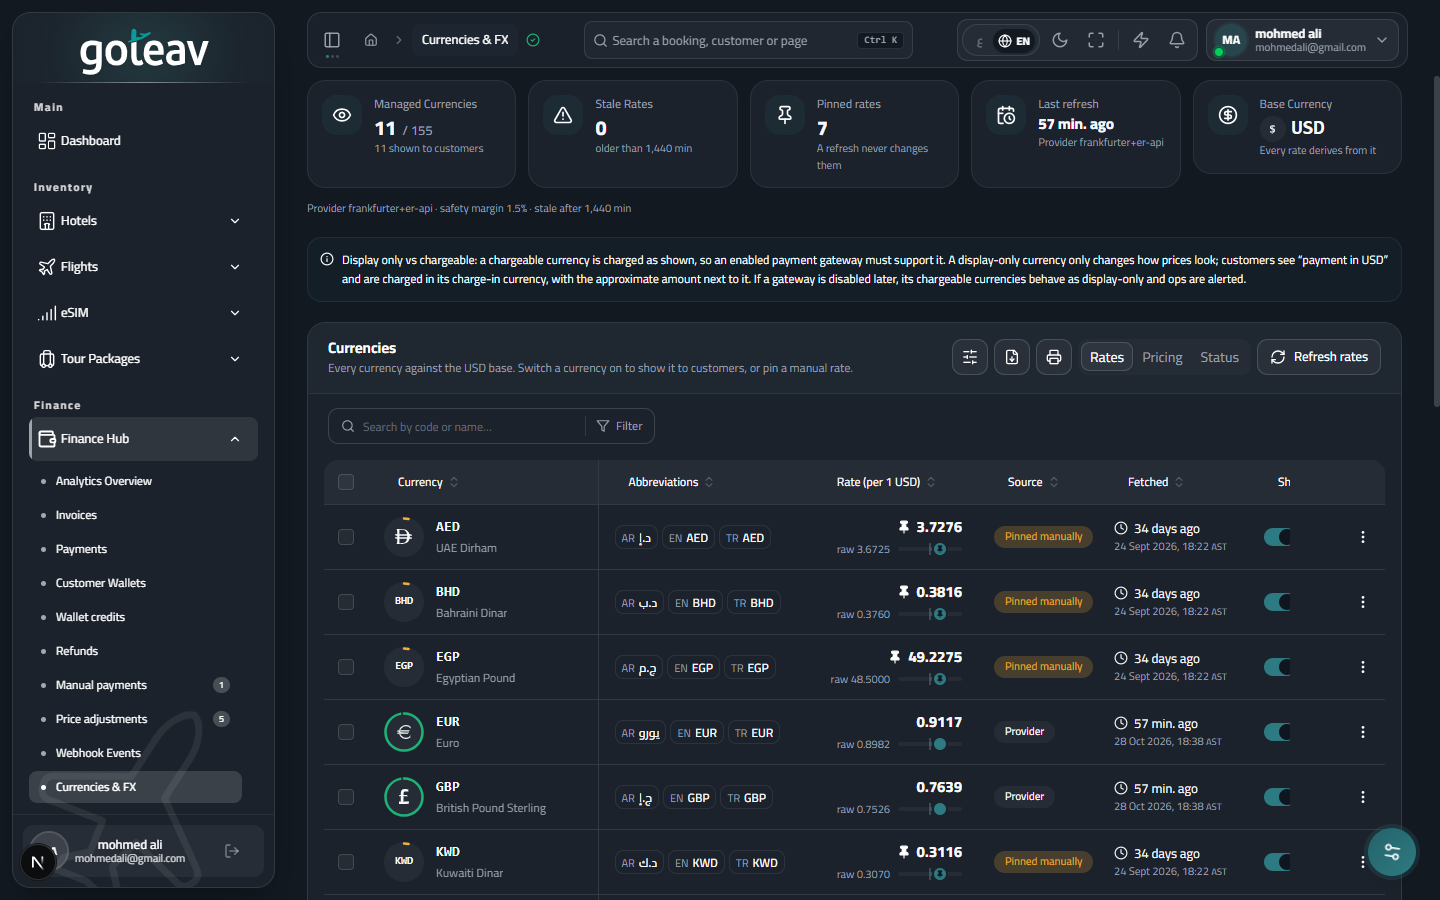 goleav
Main
Dashboard
Inventory
Hotels
Flights
eSIM
Tour Packages
Finance
Finance Hub
Analytics Overview
Invoices
Payments
Customer Wallets
Wallet credits
Refunds
Manual payments 1
Price adjustments 5
Webhook Events
Currencies & FX
mohmed ali
mohmedali@gmail.com
N
Currencies & FX
Search a booking, customer or page Ctrl K
ع EN
MA mohmed ali
mohmedali@gmail.com
Managed Currencies
11 / 155
11 shown to customers
Stale Rates
0
older than 1,440 min
Pinned rates
7
A refresh never changes
them
Last refresh
57 min. ago
Provider frankfurter+er-api
Base Currency
$ USD
Every rate derives from it
Provider frankfurter+er-api · safety margin 1.5% · stale after 1,440 min
Display only vs chargeable: a chargeable currency is charged as shown, so an enabled payment gateway must support it. A display-only currency only changes how prices look; customers see “payment in USD”
and are charged in its charge-in currency, with the approximate amount next to it. If a gateway is disabled later, its chargeable currencies behave as display-only and ops are alerted.
Currencies
Every currency against the USD base. Switch a currency on to show it to customers, or pin a manual rate.
Rates Pricing Status Refresh rates
Search by code or name... Filter
Currency Abbreviations Rate (per 1 USD) Source Fetched Sh
AED
UAE Dirham
AR د.إ EN AED TR AED
3.7276
raw 3.6725
Pinned manually
34 days ago
24 Sept 2026, 18:22 AST
BHD BHD
Bahraini Dinar
AR د.ب EN BHD TR BHD
0.3816
raw 0.3760
Pinned manually
34 days ago
24 Sept 2026, 18:22 AST
EGP EGP
Egyptian Pound
AR ج.م EN EGP TR EGP
49.2275
raw 48.5000
Pinned manually
34 days ago
24 Sept 2026, 18:22 AST
€ EUR
Euro
AR يورو EN EUR TR EUR
0.9117
raw 0.8982
Provider
57 min. ago
28 Oct 2026, 18:38 AST
£ GBP
British Pound Sterling
AR ج.إ EN GBP TR GBP
0.7639
raw 0.7526
Provider
57 min. ago
28 Oct 2026, 18:38 AST
KWD KWD
Kuwaiti Dinar
AR د.ك EN KWD TR KWD
0.3116
raw 0.3070
Pinned manually
34 days ago
24 Sept 2026, 18:22 AST